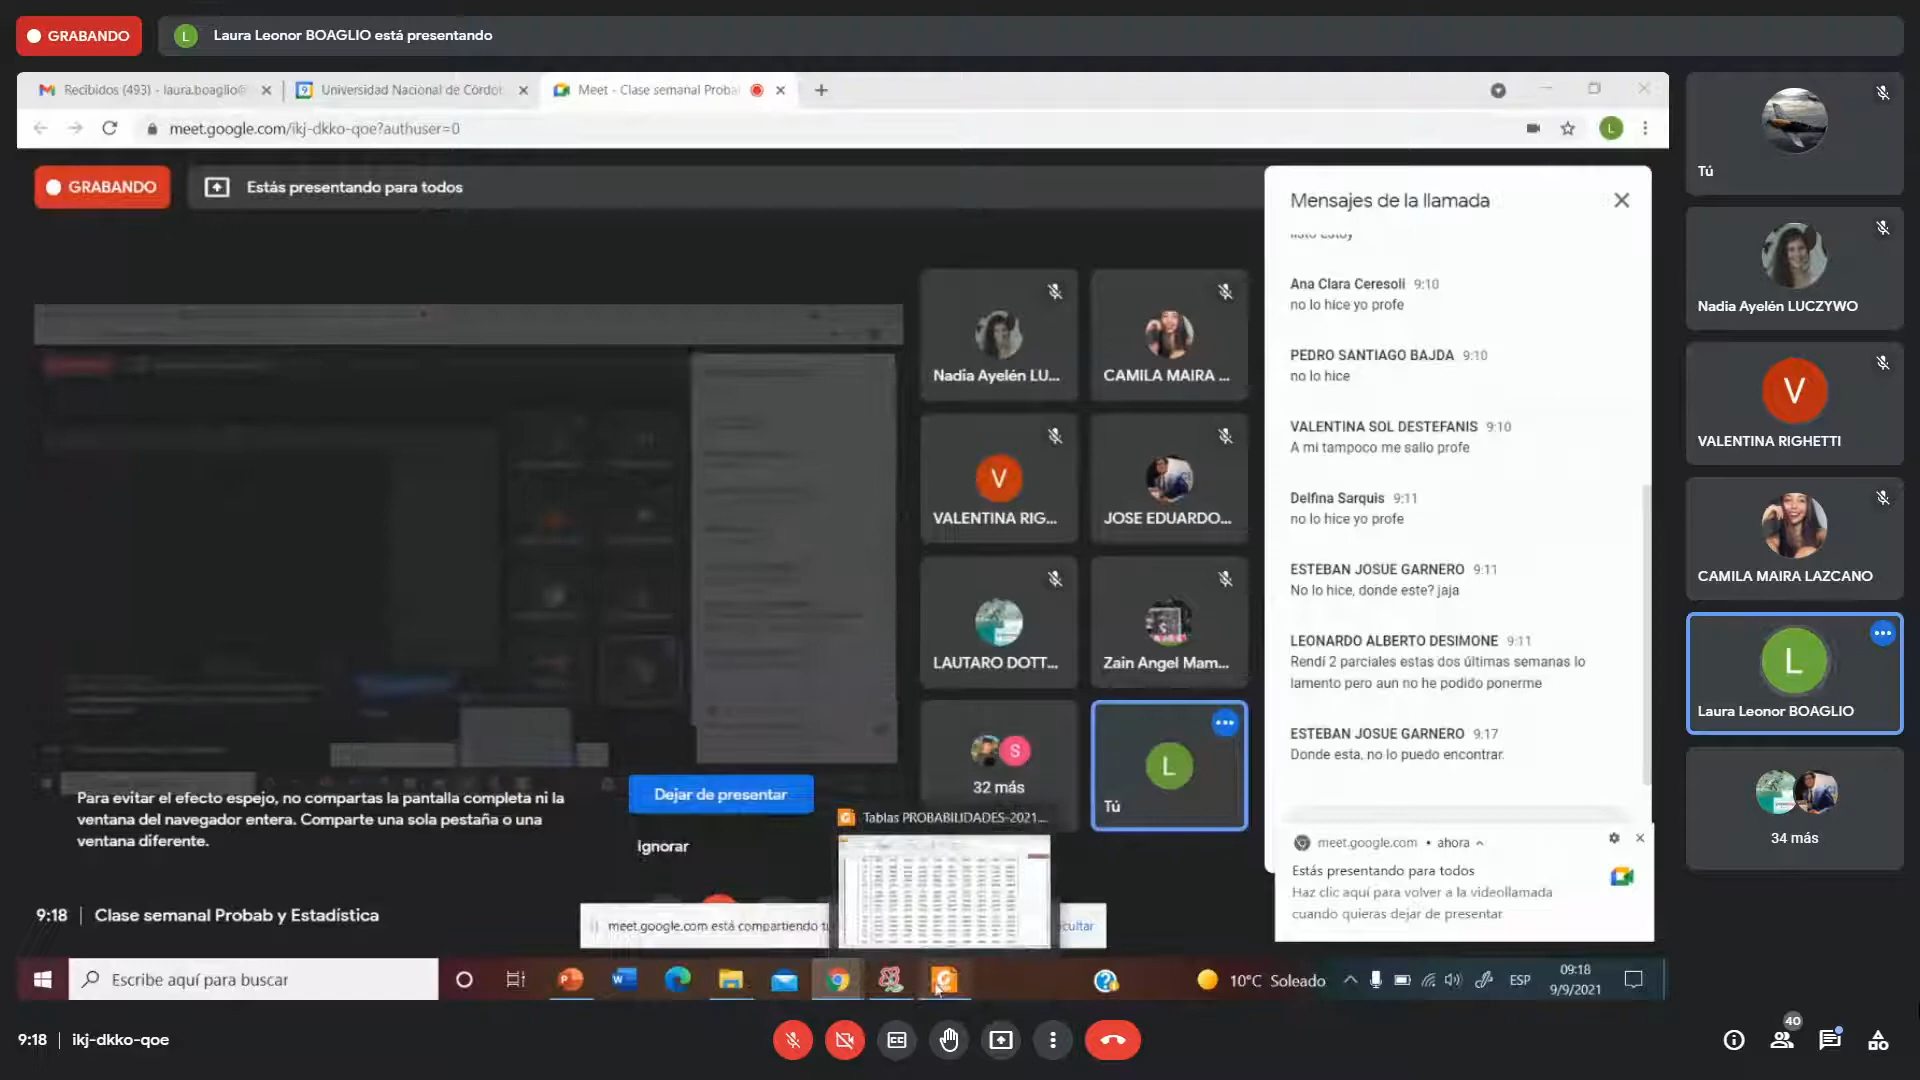 GRABANDO
L
Laura Leonor BOAGLIO está presentando
Recibidos (493) - laura.boaglio@
Universidad Nacional de Córdob
Meet - Clase semanal Proba
meet.google.com/ikj-dkko-qoe?authuser=0
L
GRABANDO
Estás presentando para todos
Mensajes de la llamada
listo estoy
Ana Clara Ceresoli 9:10
no lo hice yo profe
PEDRO SANTIAGO BAJDA 9:10
no lo hice
VALENTINA SOL DESTEFANIS 9:10
A mi tampoco me salio profe
Delfina Sarquis 9:11
no lo hice yo profe
ESTEBAN JOSUE GARNERO 9:11
No lo hice, donde este? jaja
LEONARDO ALBERTO DESIMONE 9:11
Rendí 2 parciales estas dos últimas semanas lo
lamento pero aun no he podido ponerme
ESTEBAN JOSUE GARNERO 9:17
Donde esta, no lo puedo encontrar.
Nadia Ayelén LU...
CAMILA MAIRA ...
V
VALENTINA RIG...
JOSE EDUARDO...
LAUTARO DOTT...
Zain Angel Mam...
S
32 más
L
Tú
Para evitar el efecto espejo, no compartas la pantalla completa ni la
ventana del navegador entera. Comparte una sola pestaña o una
ventana diferente.
Dejar de presentar
Ignorar
Tablas PROBABILIDADES-2021...
meet.google.com está compartiendo tu
ocultar
meet.google.com • ahora
Estás presentando para todos
Haz clic aquí para volver a la videollamada
cuando quieras dejar de presentar
9:18 | Clase semanal Probab y Estadística
Escribe aquí para buscar
10°C Soleado
ESP
09:18
9/9/2021
Tú
Nadia Ayelén LUCZYWO
V
VALENTINA RIGHETTI
CAMILA MAIRA LAZCANO
L
Laura Leonor BOAGLIO
34 más
9:18 | ikj-dkko-qoe
40